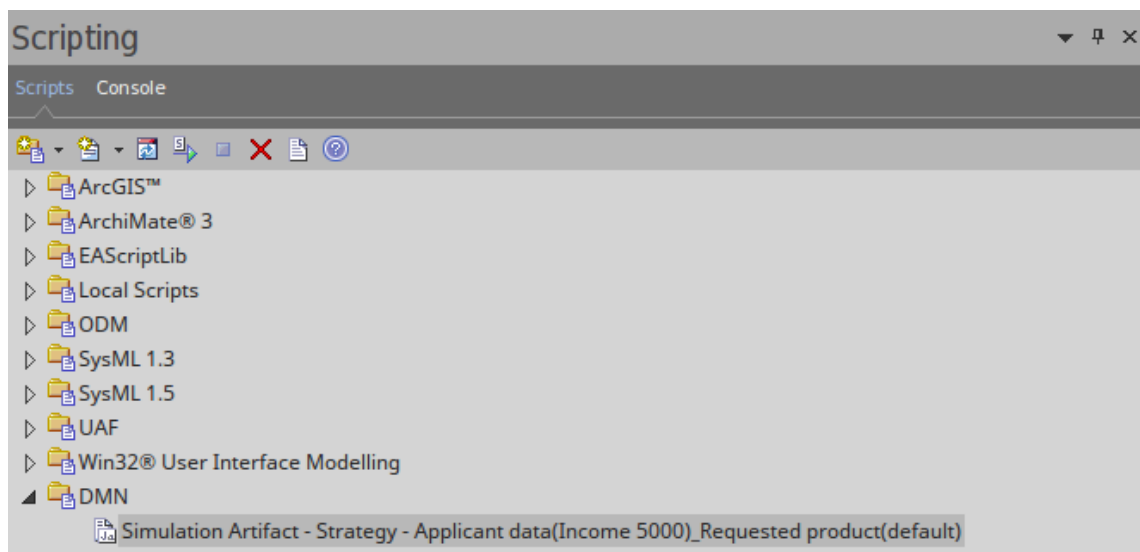 Scripting
Scripts Console
ArcGIS™
ArchiMate® 3
EAScriptLib
Local Scripts
ODM
SysML 1.3
SysML 1.5
UAF
Win32® User Interface Modelling
DMN
Simulation Artifact - Strategy - Applicant data(Income 5000)_Requested product(default)